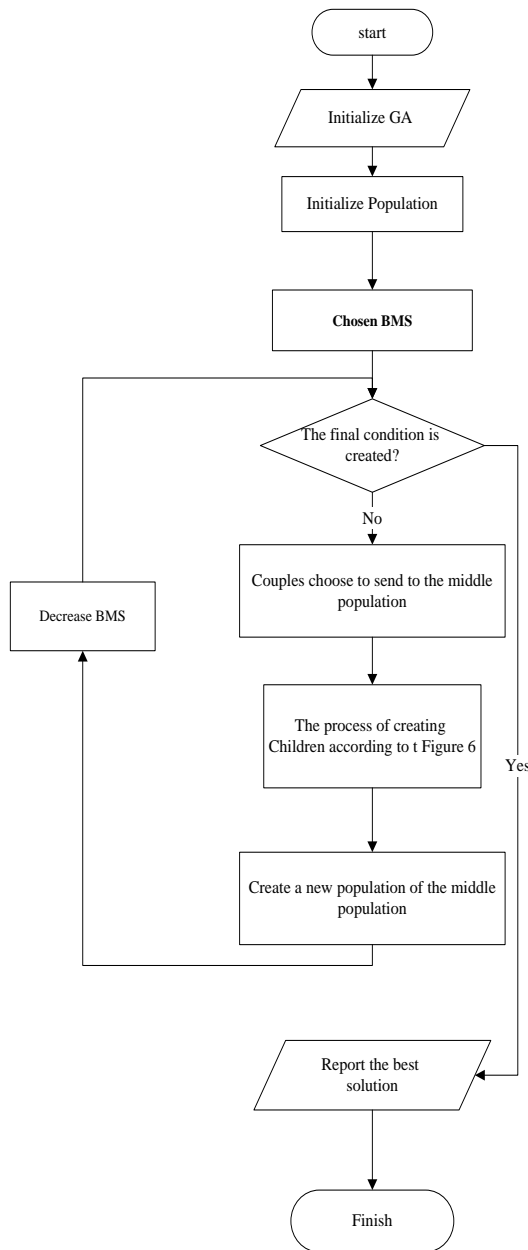 start
Initialize GA
Initialize Population
Chosen BMS
The final condition is
created?
No
Couples choose to send to the middle
population
Decrease BMS
The process of creating
Children according to t Figure 6
Yes
Create a new population of the middle
population
Report the best
solution
Finish